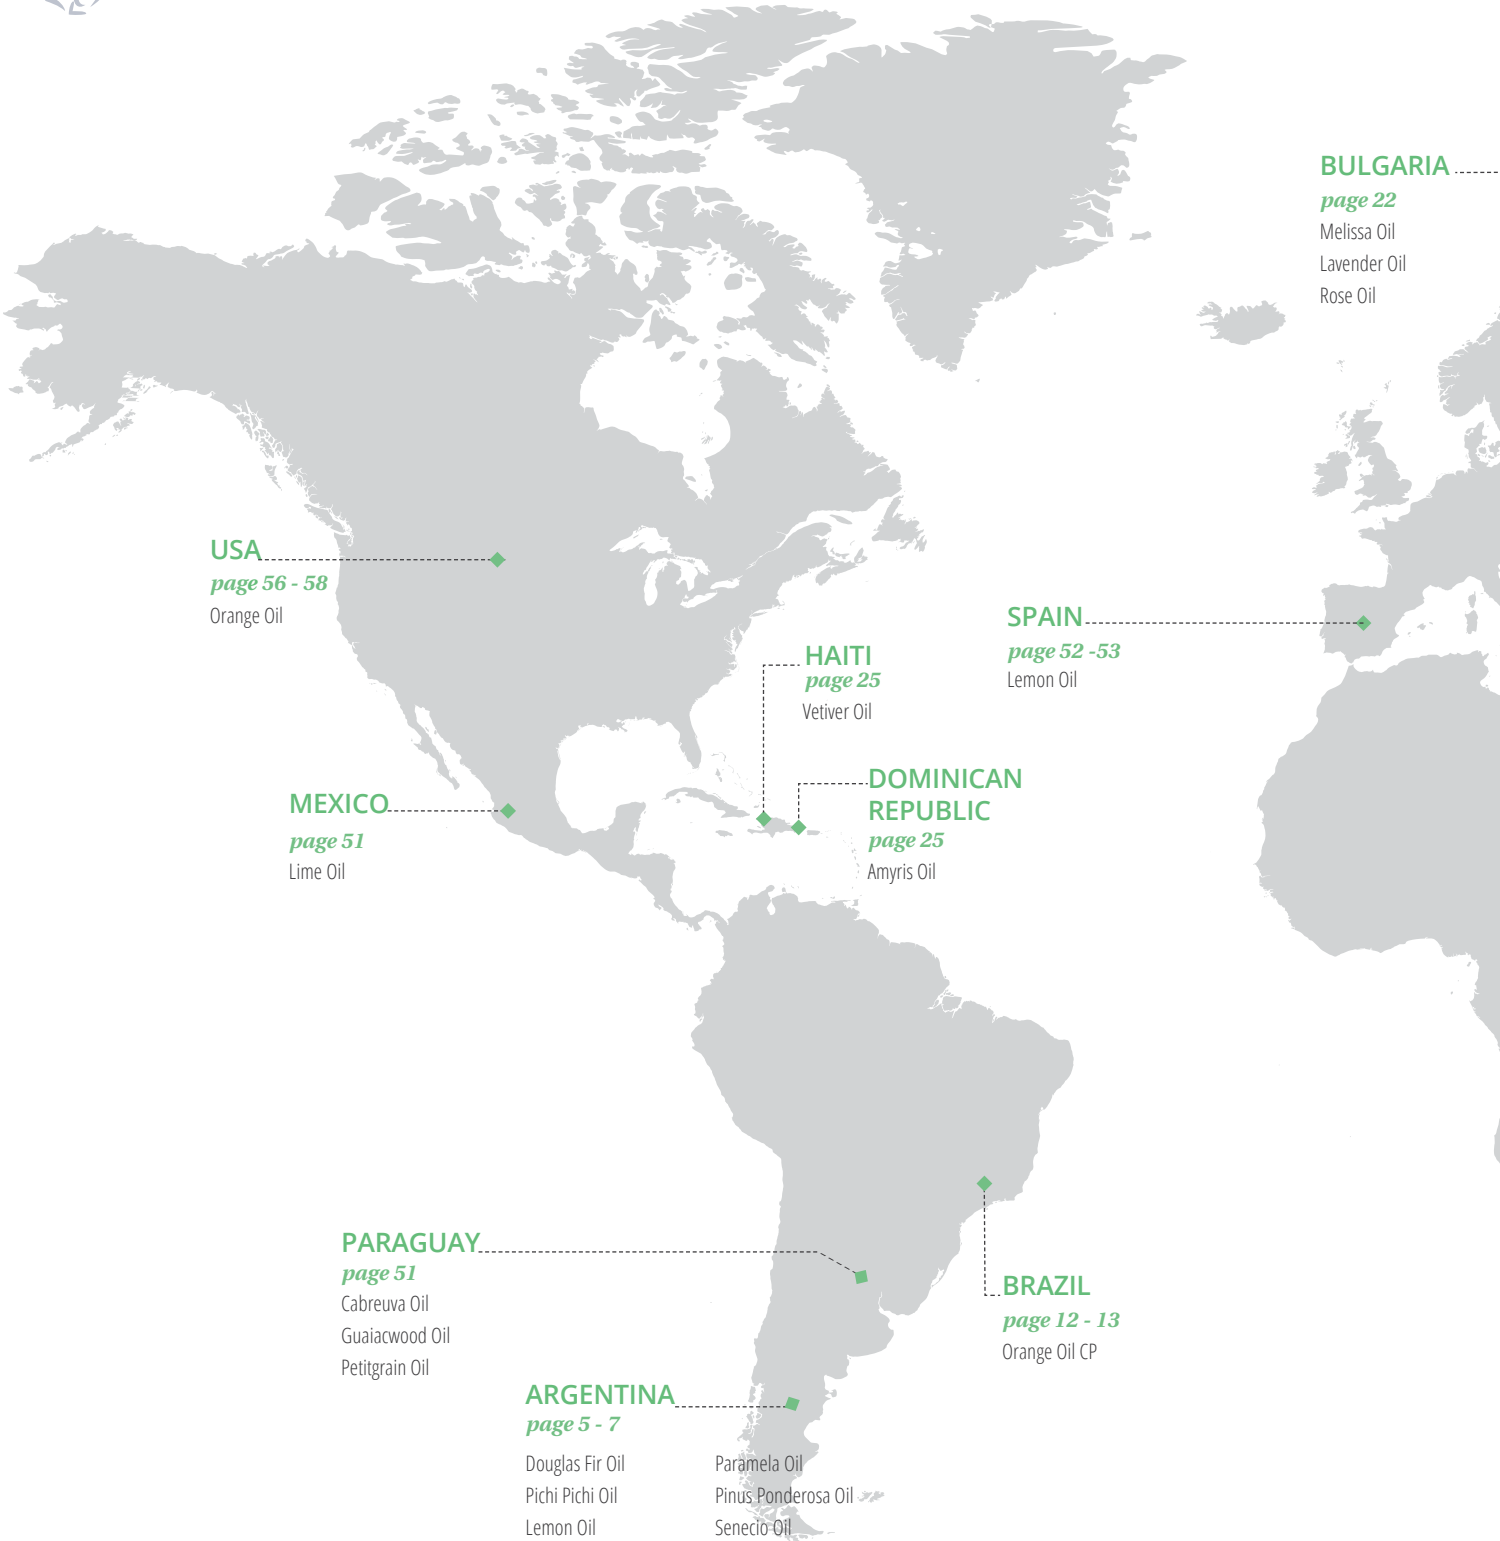 BULGARIA
page 22
Melissa Oil
Lavender Oil
Rose Oil
USA
page 56 - 58
Orange Oil
SPAIN
page 52 -53
Lemon Oil
HAITI
page 25
Vetiver Oil
DOMINICAN
REPUBLIC
page 25
Amyris Oil
MEXICO
page 51
Lime Oil
PARAGUAY
page 51
Cabreuva Oil
Guaiacwood Oil
Petitgrain Oil
BRAZIL
page 12 - 13
Orange Oil CP
ARGENTINA
page 5 - 7
Douglas Fir Oil
Pichi Pichi Oil
Lemon Oil
Paramela Oil
Pinus Ponderosa Oil
Senecio Oil